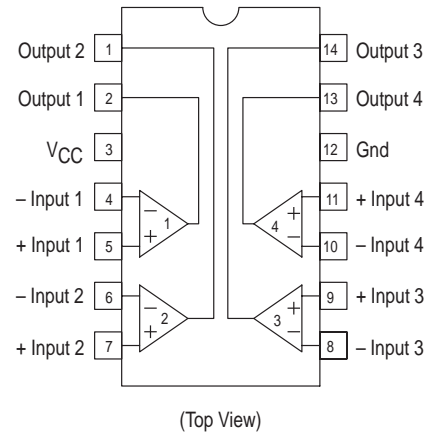 Output 2 1 14 Output 3
Output 1 2 13 Output 4
VCC 3 12 Gnd
– Input 1 4 – 11 + Input 4
+ Input 1 5 + 1 4 + – 10 – Input 4
– Input 2 6 – 9 + Input 3
+ Input 2 7 + 2 3 + – 8 – Input 3
(Top View)